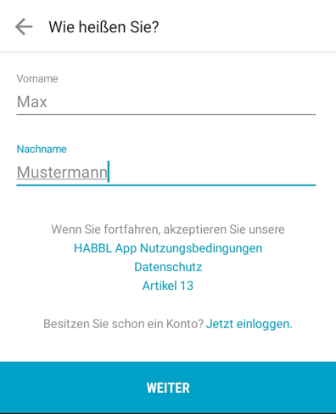 Wie heißen Sie?
Vorname
Max
Nachname
Mustermann
Wenn Sie fortfahren, akzeptieren Sie unsere
HABBL App Nutzungsbedingungen
Datenschutz
Artikel 13
Besitzen Sie schon ein Konto? Jetzt einloggen.
WEITER